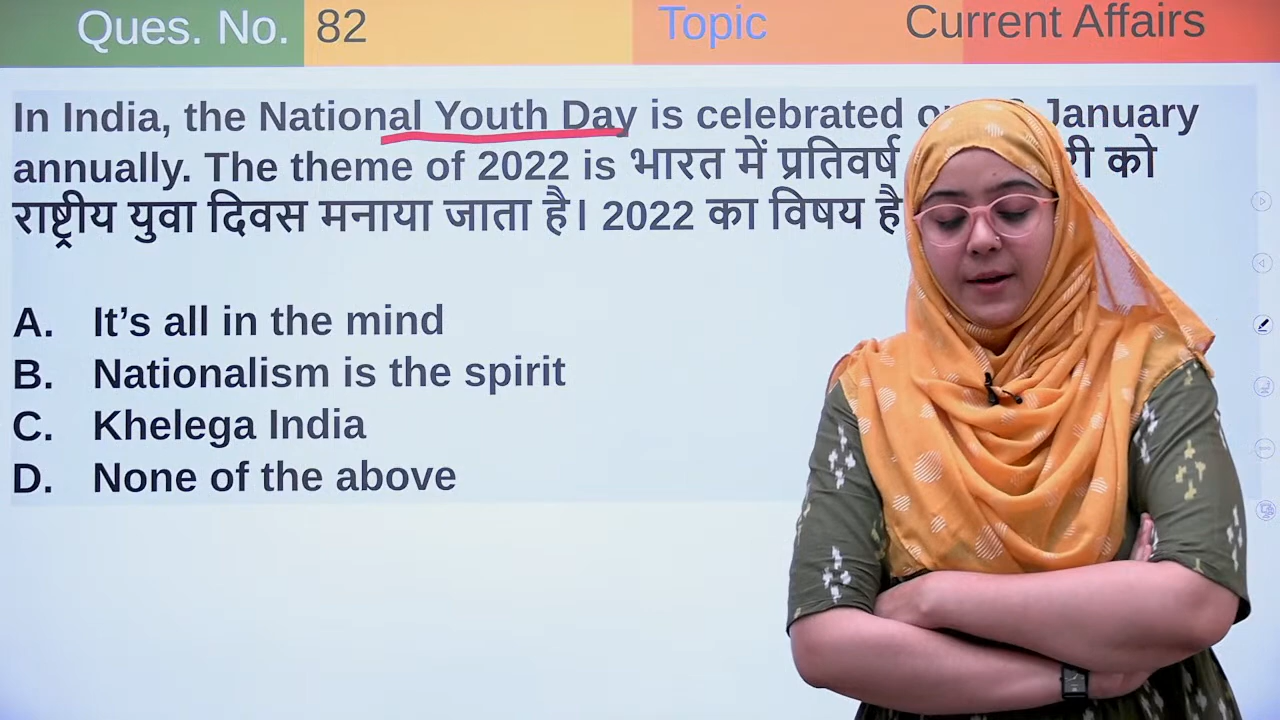 Ques. No. 82 Topic Current Affairs
In India, the National Youth Day is celebrated January
annually. The theme of 2022 is भारत में प्रतिवर्ष को
राष्ट्रीय युवा दिवस मनाया जाता है। 2022 का विषय है
A. It’s all in the mind
B. Nationalism is the spirit
C. Khelega India
D. None of the above